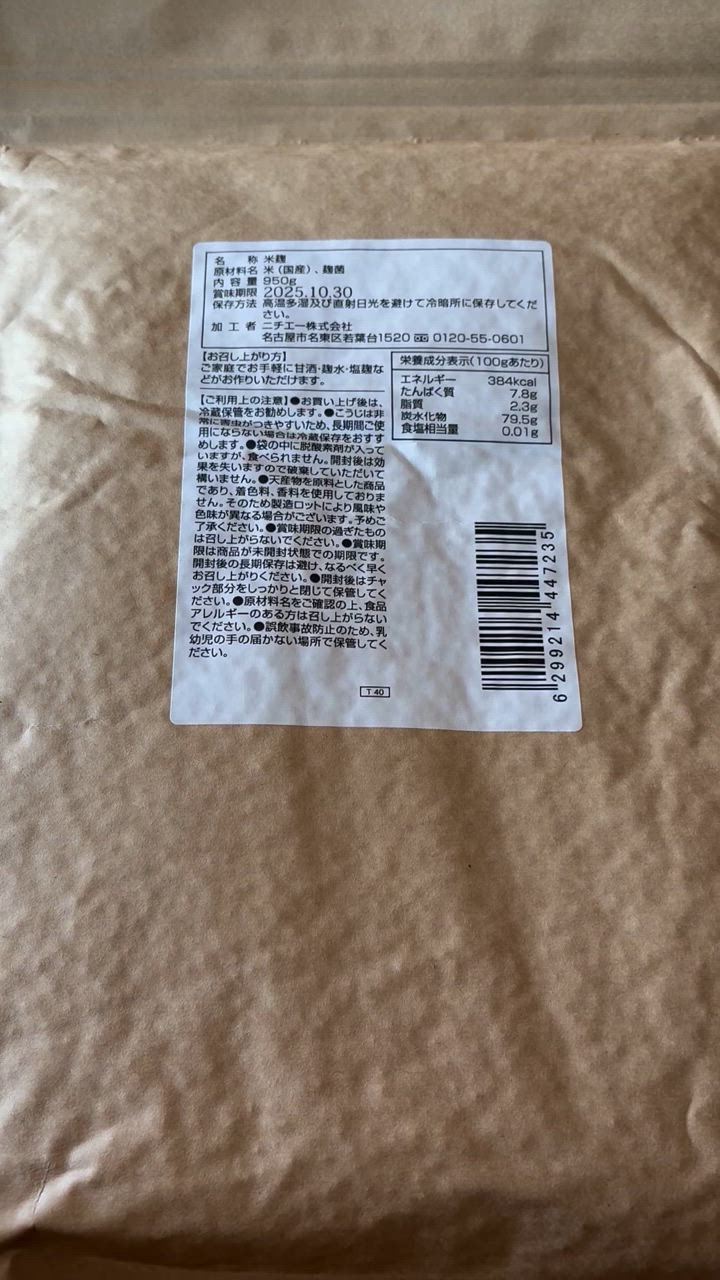 名 称 米麹
原材料名 米(国産)、麹菌
内容量 950g
賞味期限 2025.10.30
保存方法 高温多湿及び直射日光を避けて冷暗所に保存してくだ
さい。
加工者 ニチエー株式会社
名古屋市名東区若葉台1520 0120-55-0601
【お召し上がり方】
ご家庭でお手軽に甘酒・麹水・塩麹な
どがお作りいただけます。
【ご利用上の注意】●お買い上げ後は、
冷蔵保管をお勧めします。●こうじは非
常に害虫がつきやすいため、長期間ご使
用にならない場合は冷蔵保存をおすす
めします。●袋の中に脱酸素剤が入って
いますが、食べられません。開封後は効
果を失いますので破棄していただいて
構いません。●天産物を原料とした商品
であり、着色料、香料を使用しておりま
せん。そのため製造ロットにより風味や
色味が異なる場合がございます。予めご
了承ください。●賞味期限の過ぎたもの
は召し上がらないでください。●賞味期
限は商品が未開封状態での期限です。
開封後の長期保存は避け、なるべく早く
お召し上がりください。●開封後はチャ
ック部分をしっかりと閉じて保管してく
ださい。●原材料名をご確認の上、食品
アレルギーのある方は召し上がらない
でください。●誤飲事故防止のため、乳
幼児の手の届かない場所で保管してく
ださい。
栄養成分表示(100gあたり)
エネルギー 384kcal
たんぱく質 7.8g
脂質 2.3g
炭水化物 79.5g
食塩相当量 0.01g
6 299214 447235
T 40